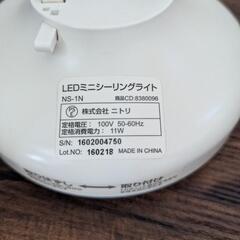 LEDミニシーリングライト
NS-1N 商品CD:8380096
株式会社 ニトリ
定格電圧： 100V 50-60Hz
定格消費電力： 11W
S/N: 1602004750
Lot.NO: 160218 MADE IN CHINA